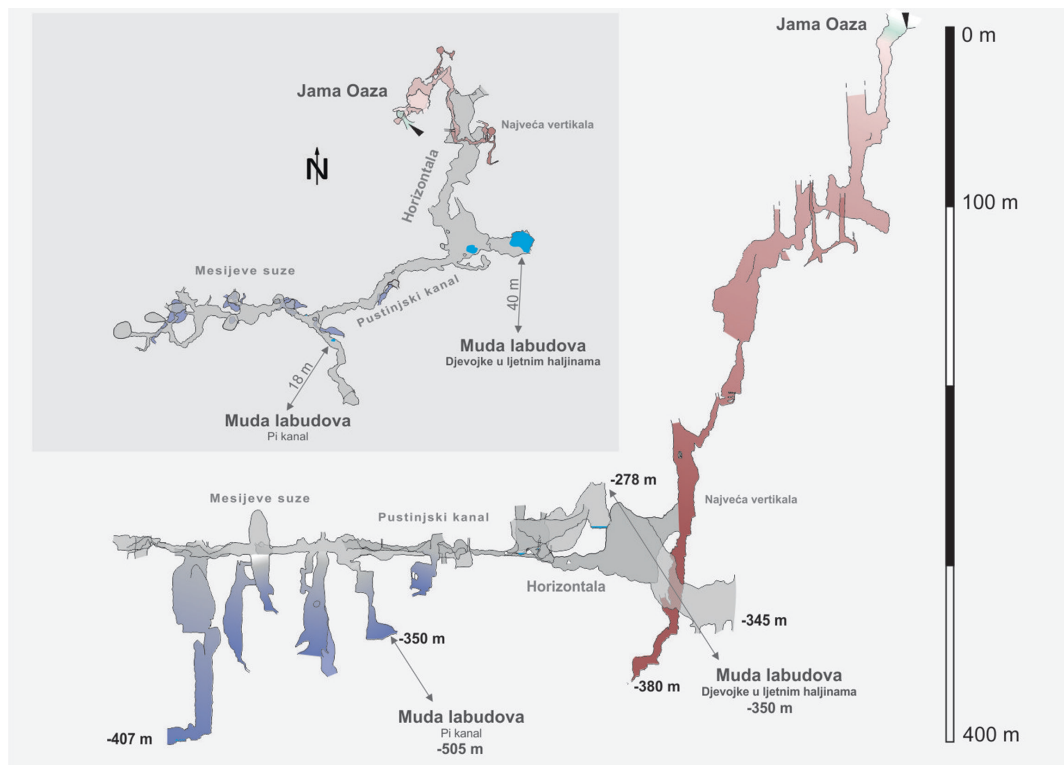 Jama Oaza
0 m
Jama Oaza
Najveća vertikala
N
Horizontala
100 m
Mesijeve suze
Pustinjski kanal
40 m
Muda labudova
Djevojke u ljetnim haljinama
18 m
Muda labudova
Pi kanal
-278 m
Mesijeve suze
Pustinjski kanal
Najveća vertikala
Horizontala
-345 m
-350 m
-380 m
Muda labudova
Djevojke u ljetnim haljinama
-350 m
Muda labudova
Pi kanal
-505 m
-407 m
400 m